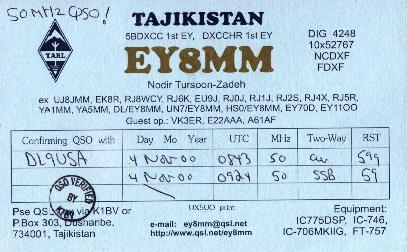 50 MHz QSO!
TAJIKISTAN
5BDXCC 1st EY, DXCCHR 1st EY
DIG 4248
10x52767
NCDXF
FDXF
TARL
EY8MM
Nodir Tursoon-Zadeh
ex UJ8JMM, EK8R, RJ8WCY, RJ6K, EU9J, RJ0J, RJ1J, RJ2S, RJ4X, RJ5R,
YA1MM, YA5MM, DL/EY8MM, UN7/EY8MM, HS0/EY8MM, EY70D, EY11OO
Guest op.: VK3ER, E22AAA, A61AF
Confirming QSO with Day Mo Year UTC MHz Two-Way RST
DL9USA 4 Nov 00 0843 50 CW 599
4 Nov 00 0924 50 SSB 59
QSO VERIFIED BY K1BV
UX5UO print
Pse QSL via K1BV or
P.O.Box 303, Dushanbe,
734001, Tajikistan
e-mail: ey8mm@qsl.net
www.qsl.net/ey8mm
Equipment:
IC775DSP, IC-746,
IC-706MKIIG, FT-757